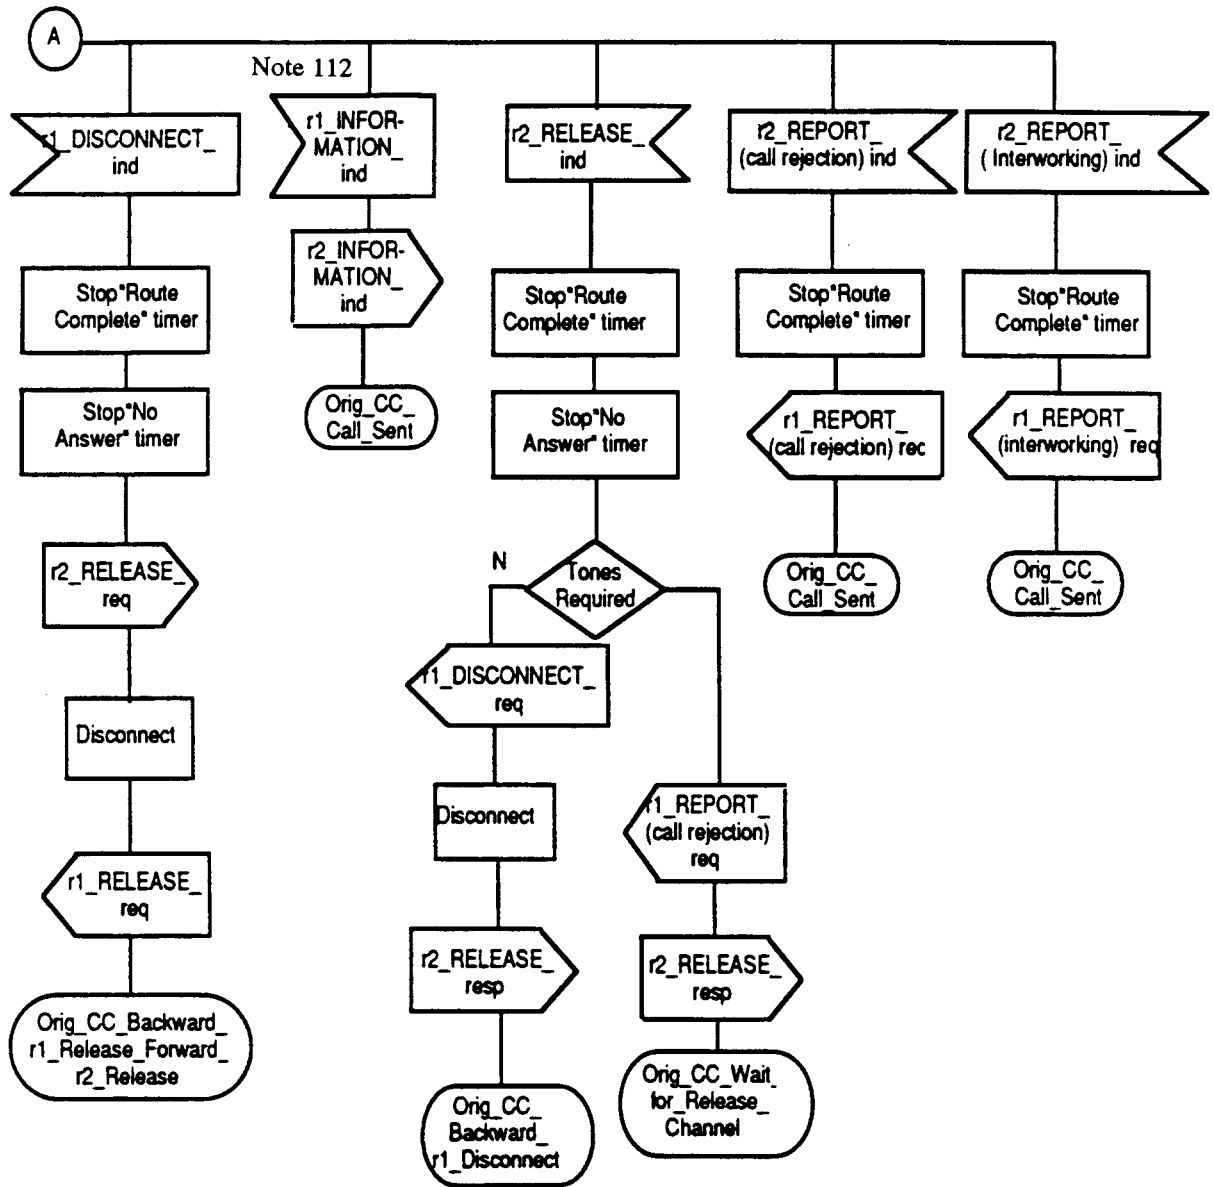 A
Note 112
r1_DISCONNECT_
ind
Stop"Route
Complete" timer
Stop"No
Answer" timer
r2_RELEASE_
req
Disconnect
r1_RELEASE_
req
Orig_CC_Backward_
r1_Release_Forward_
r2_Release
r1_INFOR-
MATION_
ind
r2_INFOR-
MATION_
ind
Orig_CC_
Call_Sent
r2_RELEASE_
ind
Stop"Route
Complete" timer
Stop"No
Answer" timer
Tones
Required
N
r1_DISCONNECT_
req
Disconnect
r2_RELEASE_
resp
Orig_CC_
Backward_
r1_Disconnect
r1_REPORT_
(call rejection)
req
r2_RELEASE_
resp
Orig_CC_Wait_
for_Release_
Channel
r2_REPORT_
(call rejection) ind
Stop"Route
Complete" timer
r1_REPORT_
(call rejection) req
Orig_CC_
Call_Sent
r2_REPORT_
( Interworking) ind
Stop"Route
Complete" timer
r1_REPORT_
(interworking) req
Orig_CC_
Call_Sent